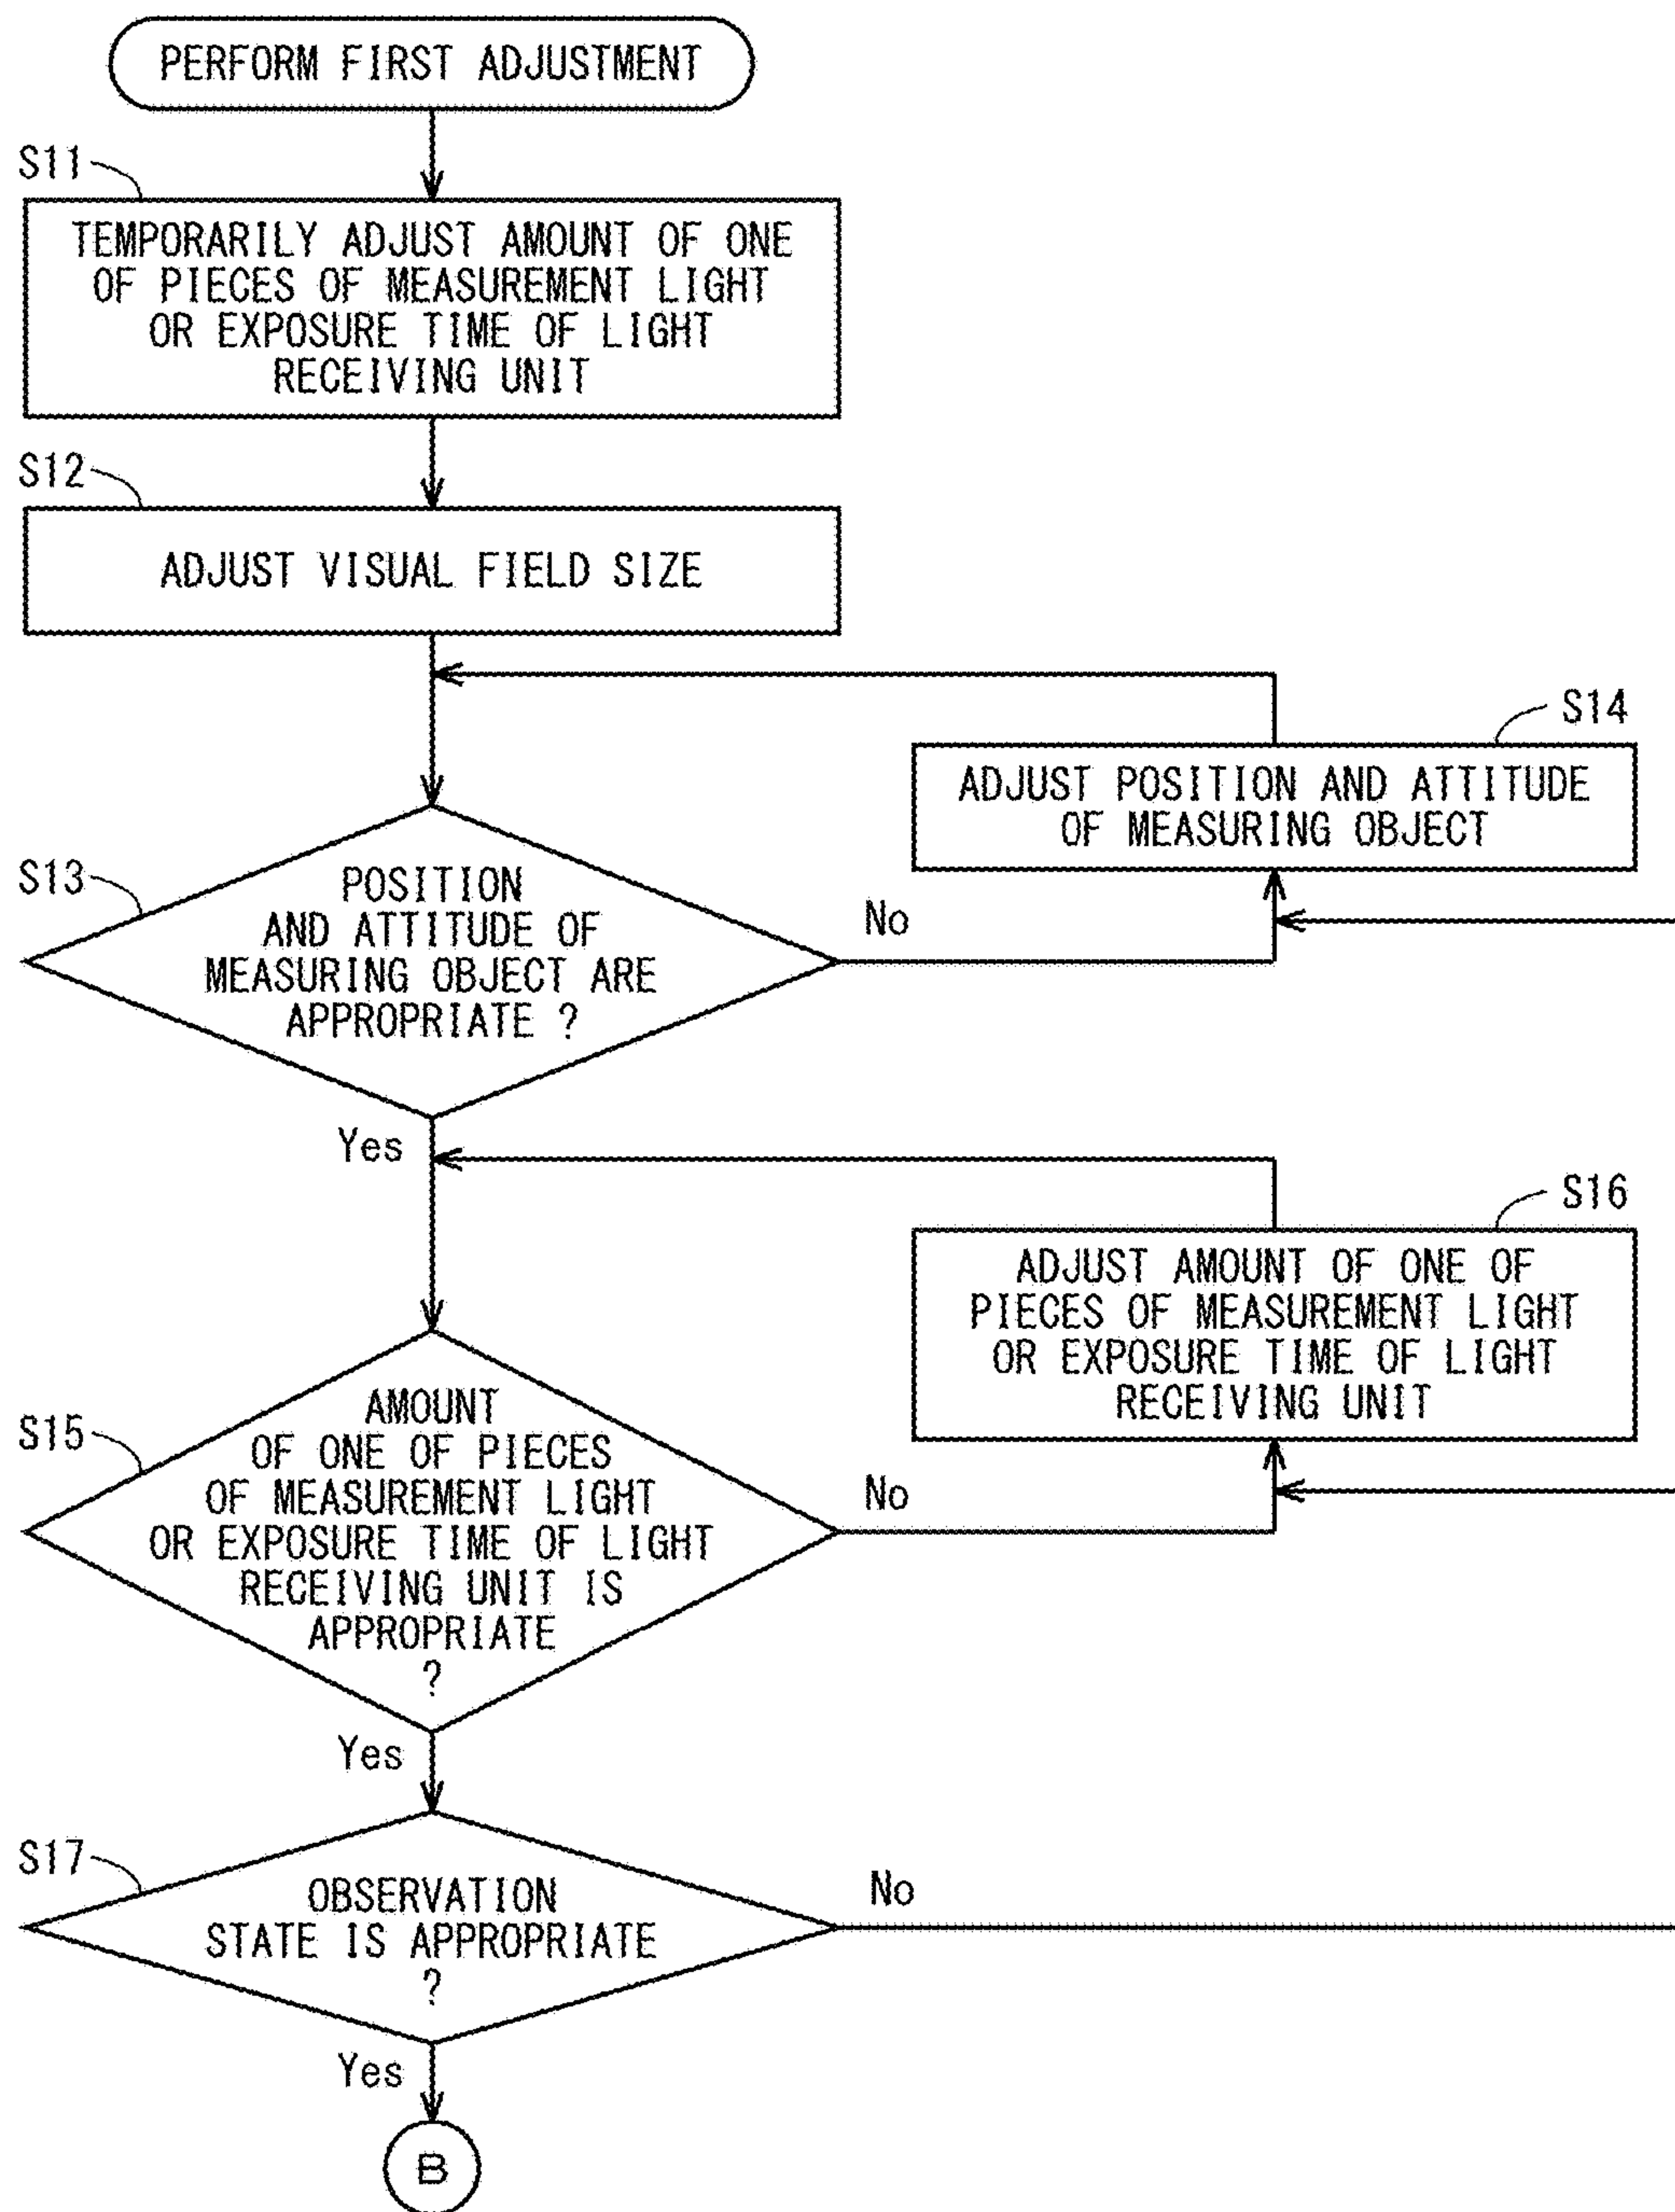 PERFORM FIRST ADJUSTMENT
S11
TEMPORARILY ADJUST AMOUNT OF ONE
OF PIECES OF MEASUREMENT LIGHT
OR EXPOSURE TIME OF LIGHT
RECEIVING UNIT
S12
ADJUST VISUAL FIELD SIZE
S14
ADJUST POSITION AND ATTITUDE
OF MEASURING OBJECT
S13
POSITION
AND ATTITUDE OF
MEASURING OBJECT ARE
APPROPRIATE ?
No
Yes
S16
ADJUST AMOUNT OF ONE OF
PIECES OF MEASUREMENT LIGHT
OR EXPOSURE TIME OF LIGHT
RECEIVING UNIT
S15
AMOUNT
OF ONE OF PIECES
OF MEASUREMENT LIGHT
OR EXPOSURE TIME OF LIGHT
RECEIVING UNIT IS
APPROPRIATE
?
No
Yes
S17
OBSERVATION
STATE IS APPROPRIATE
?
No
Yes
B